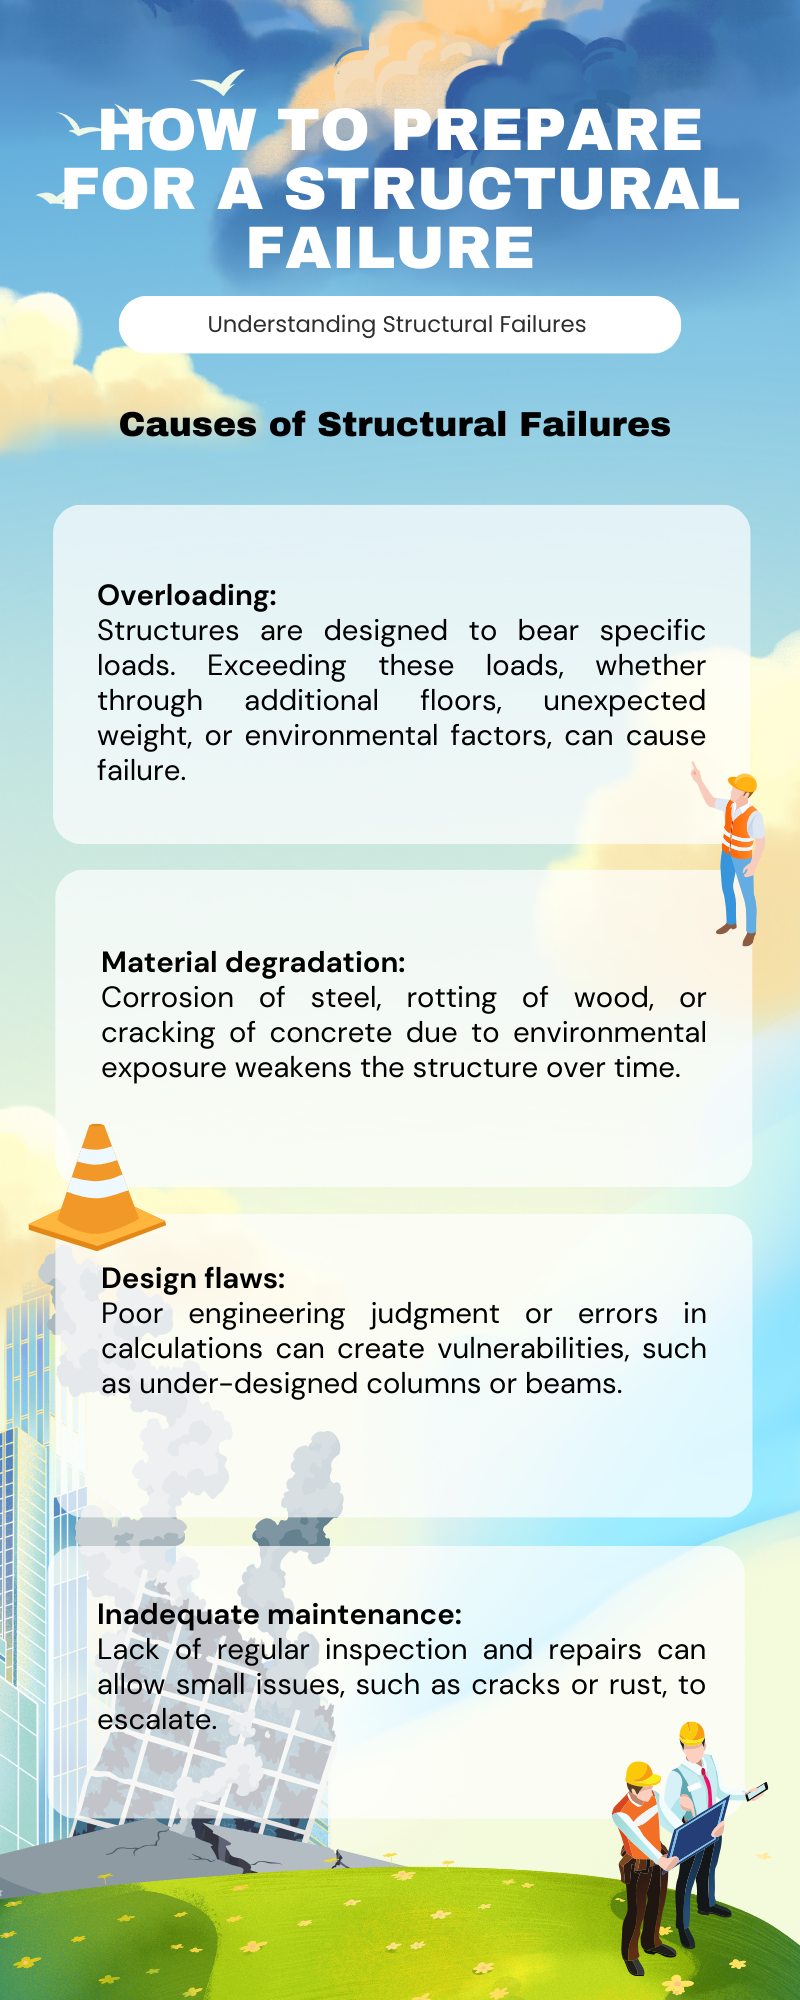 HOW TO PREPARE
FOR A STRUCTURAL
FAILURE
Understanding Structural Failures
Causes of Structural Failures
Overloading:
Structures are designed to bear specific
loads. Exceeding these loads, whether
through additional floors, unexpected
weight, or environmental factors, can cause
failure.
Material degradation:
Corrosion of steel, rotting of wood, or
cracking of concrete due to environmental
exposure weakens the structure over time.
Design flaws:
Poor engineering judgment or errors in
calculations can create vulnerabilities, such
as under-designed columns or beams.
Inadequate maintenance:
Lack of regular inspection and repairs can
allow small issues, such as cracks or rust, to
escalate.